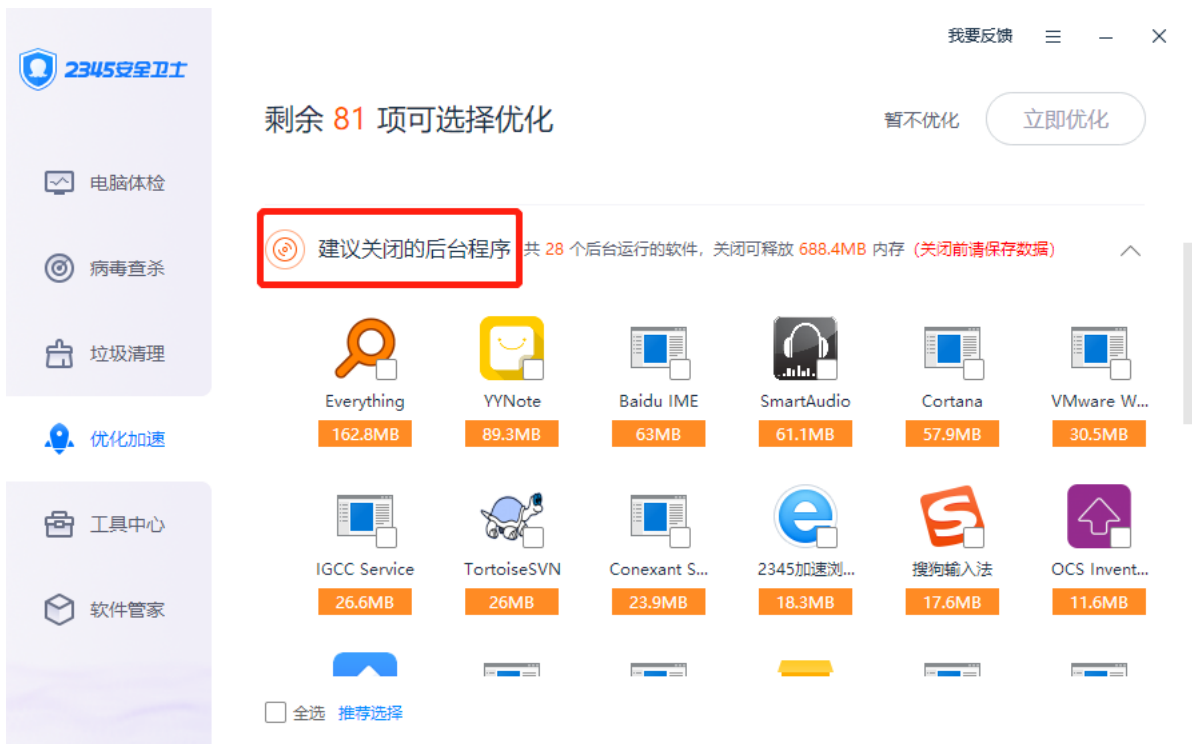 我要反馈
2345安全卫士
剩余 81 项可选择优化
暂不优化
立即优化
电脑体检
病毒查杀
垃圾清理
优化加速
工具中心
软件管家
建议关闭的后台程序 共 28 个后台运行的软件，关闭可释放 688.4MB 内存 (关闭前请保存数据)
Everything YYNote Baidu IME SmartAudio Cortana VMware W...
162.8MB 89.3MB 63MB 61.1MB 57.9MB 30.5MB
IGCC Service TortoiseSVN Conexant S... 2345加速浏... 搜狗输入法 OCS Invent...
26.6MB 26MB 23.9MB 18.3MB 17.6MB 11.6MB
全选 推荐选择